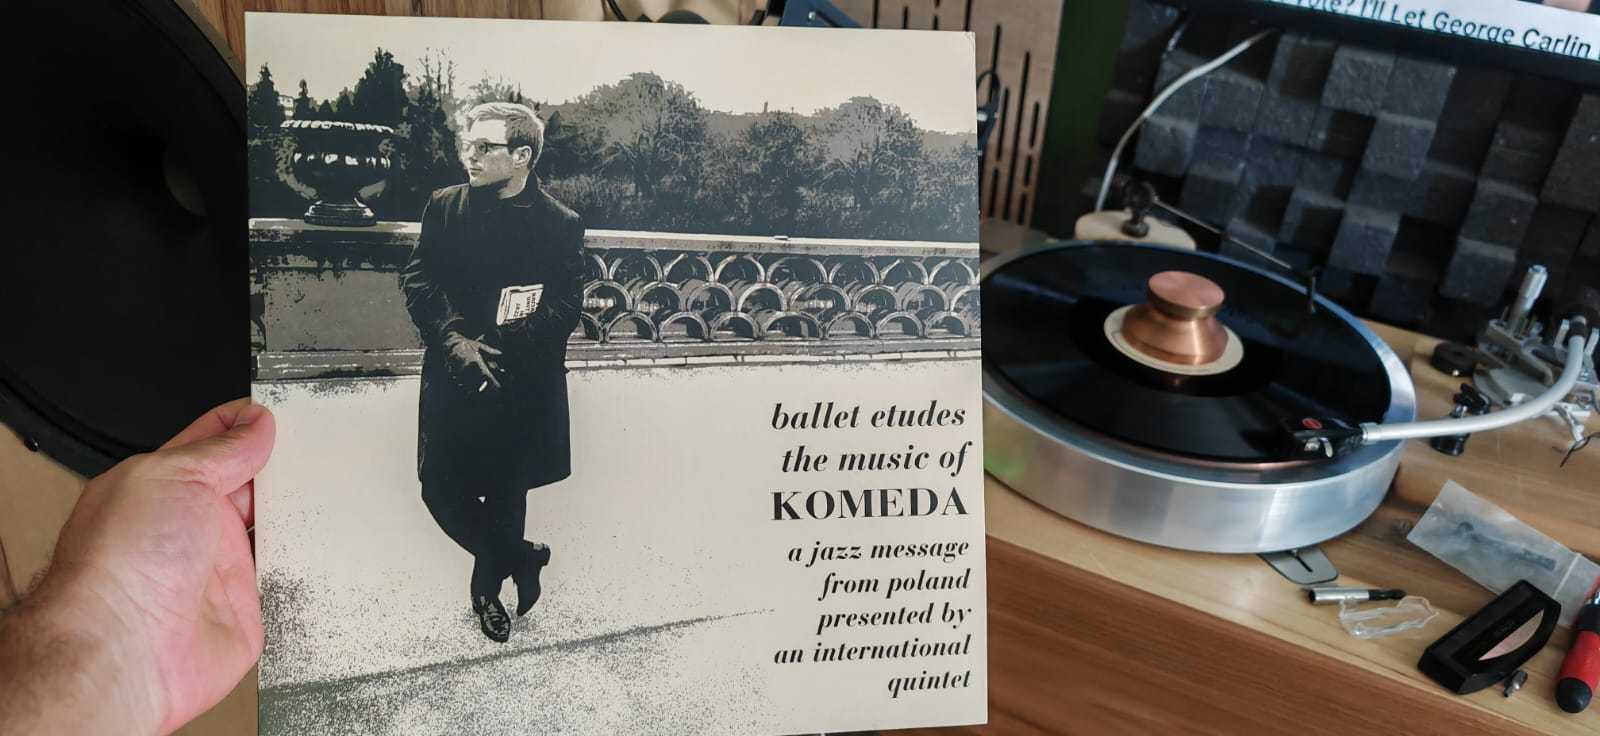 Vote? I'll Let George Carlin
ballet etudes
the music of
KOMEDA
a jazz message
from poland
presented by
an international
quintet